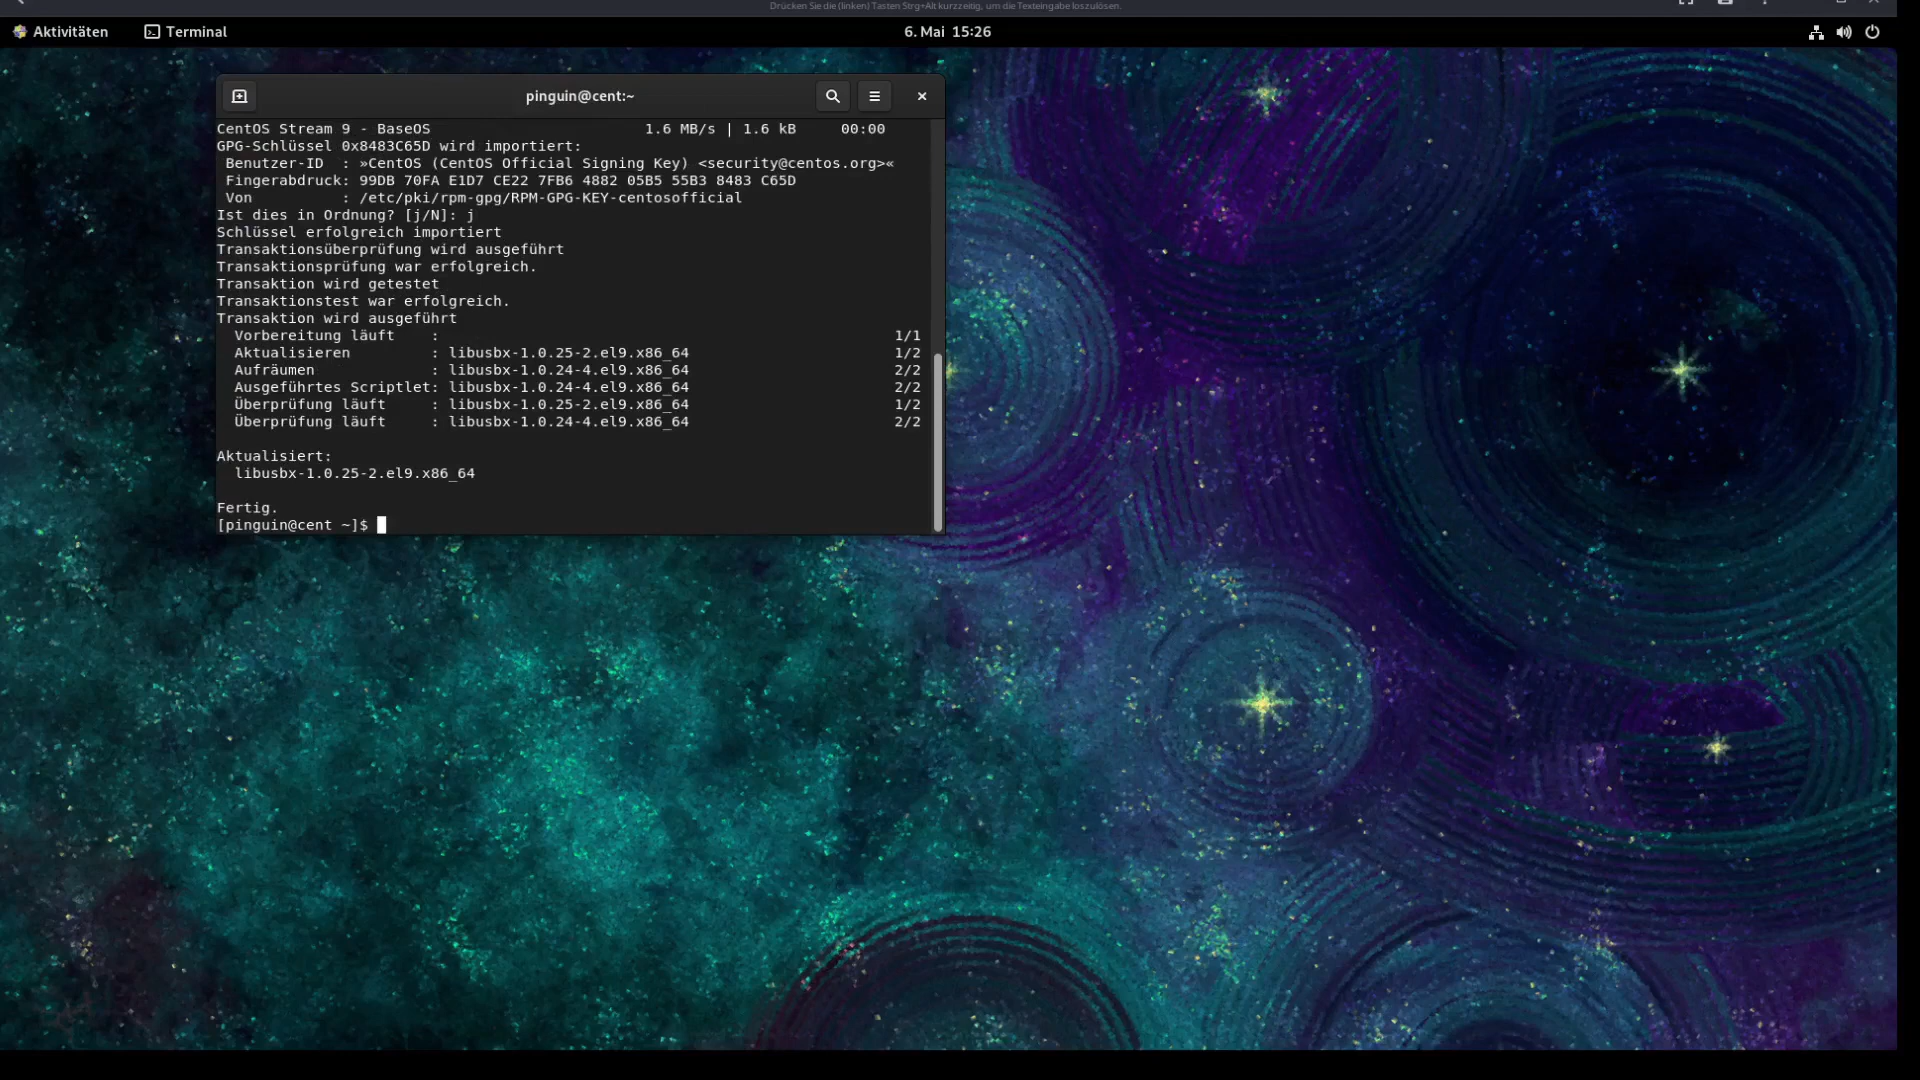 Drücken Sie die (linken) Tasten Strg+Alt kurzzeitig, um die Texteingabe loszulösen.
Aktivitäten Terminal 6. Mai 15:26
pinguin@cent:~
CentOS Stream 9 - BaseOS 1.6 MB/s | 1.6 kB 00:00
GPG-Schlüssel 0x8483C65D wird importiert:
Benutzer-ID : »CentOS (CentOS Official Signing Key) <security@centos.org>«
Fingerabdruck: 99DB 70FA E1D7 CE22 7FB6 4882 05B5 55B3 8483 C65D
Von : /etc/pki/rpm-gpg/RPM-GPG-KEY-centosofficial
Ist dies in Ordnung? [j/N]: j
Schlüssel erfolgreich importiert
Transaktionsüberprüfung wird ausgeführt
Transaktionsprüfung war erfolgreich.
Transaktion wird getestet
Transaktionstest war erfolgreich.
Transaktion wird ausgeführt
Vorbereitung läuft : 1/1
Aktualisieren : libusbx-1.0.25-2.el9.x86_64 1/2
Aufräumen : libusbx-1.0.24-4.el9.x86_64 2/2
Ausgeführtes Scriptlet: libusbx-1.0.24-4.el9.x86_64 2/2
Überprüfung läuft : libusbx-1.0.25-2.el9.x86_64 1/2
Überprüfung läuft : libusbx-1.0.24-4.el9.x86_64 2/2
Aktualisiert:
libusbx-1.0.25-2.el9.x86_64
Fertig.
[pinguin@cent ~]$